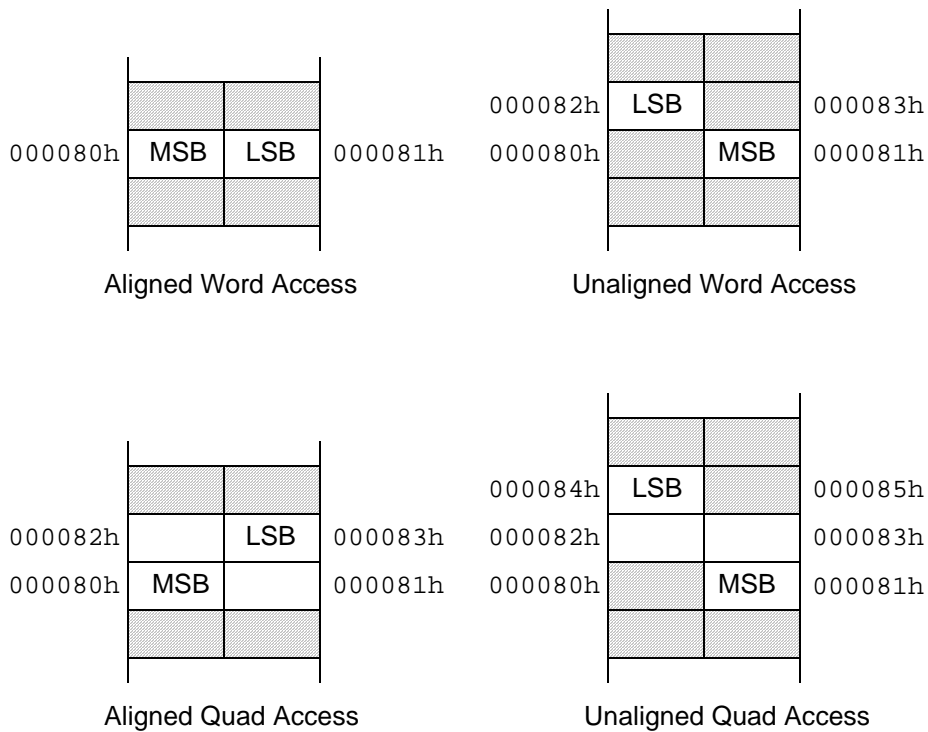 000080h MSB LSB 000081h
Aligned Word Access
000082h LSB 000083h
000080h MSB 000081h
Unaligned Word Access
000082h LSB 000083h
000080h MSB 000081h
Aligned Quad Access
000084h LSB 000085h
000082h 000083h
000080h MSB 000081h
Unaligned Quad Access